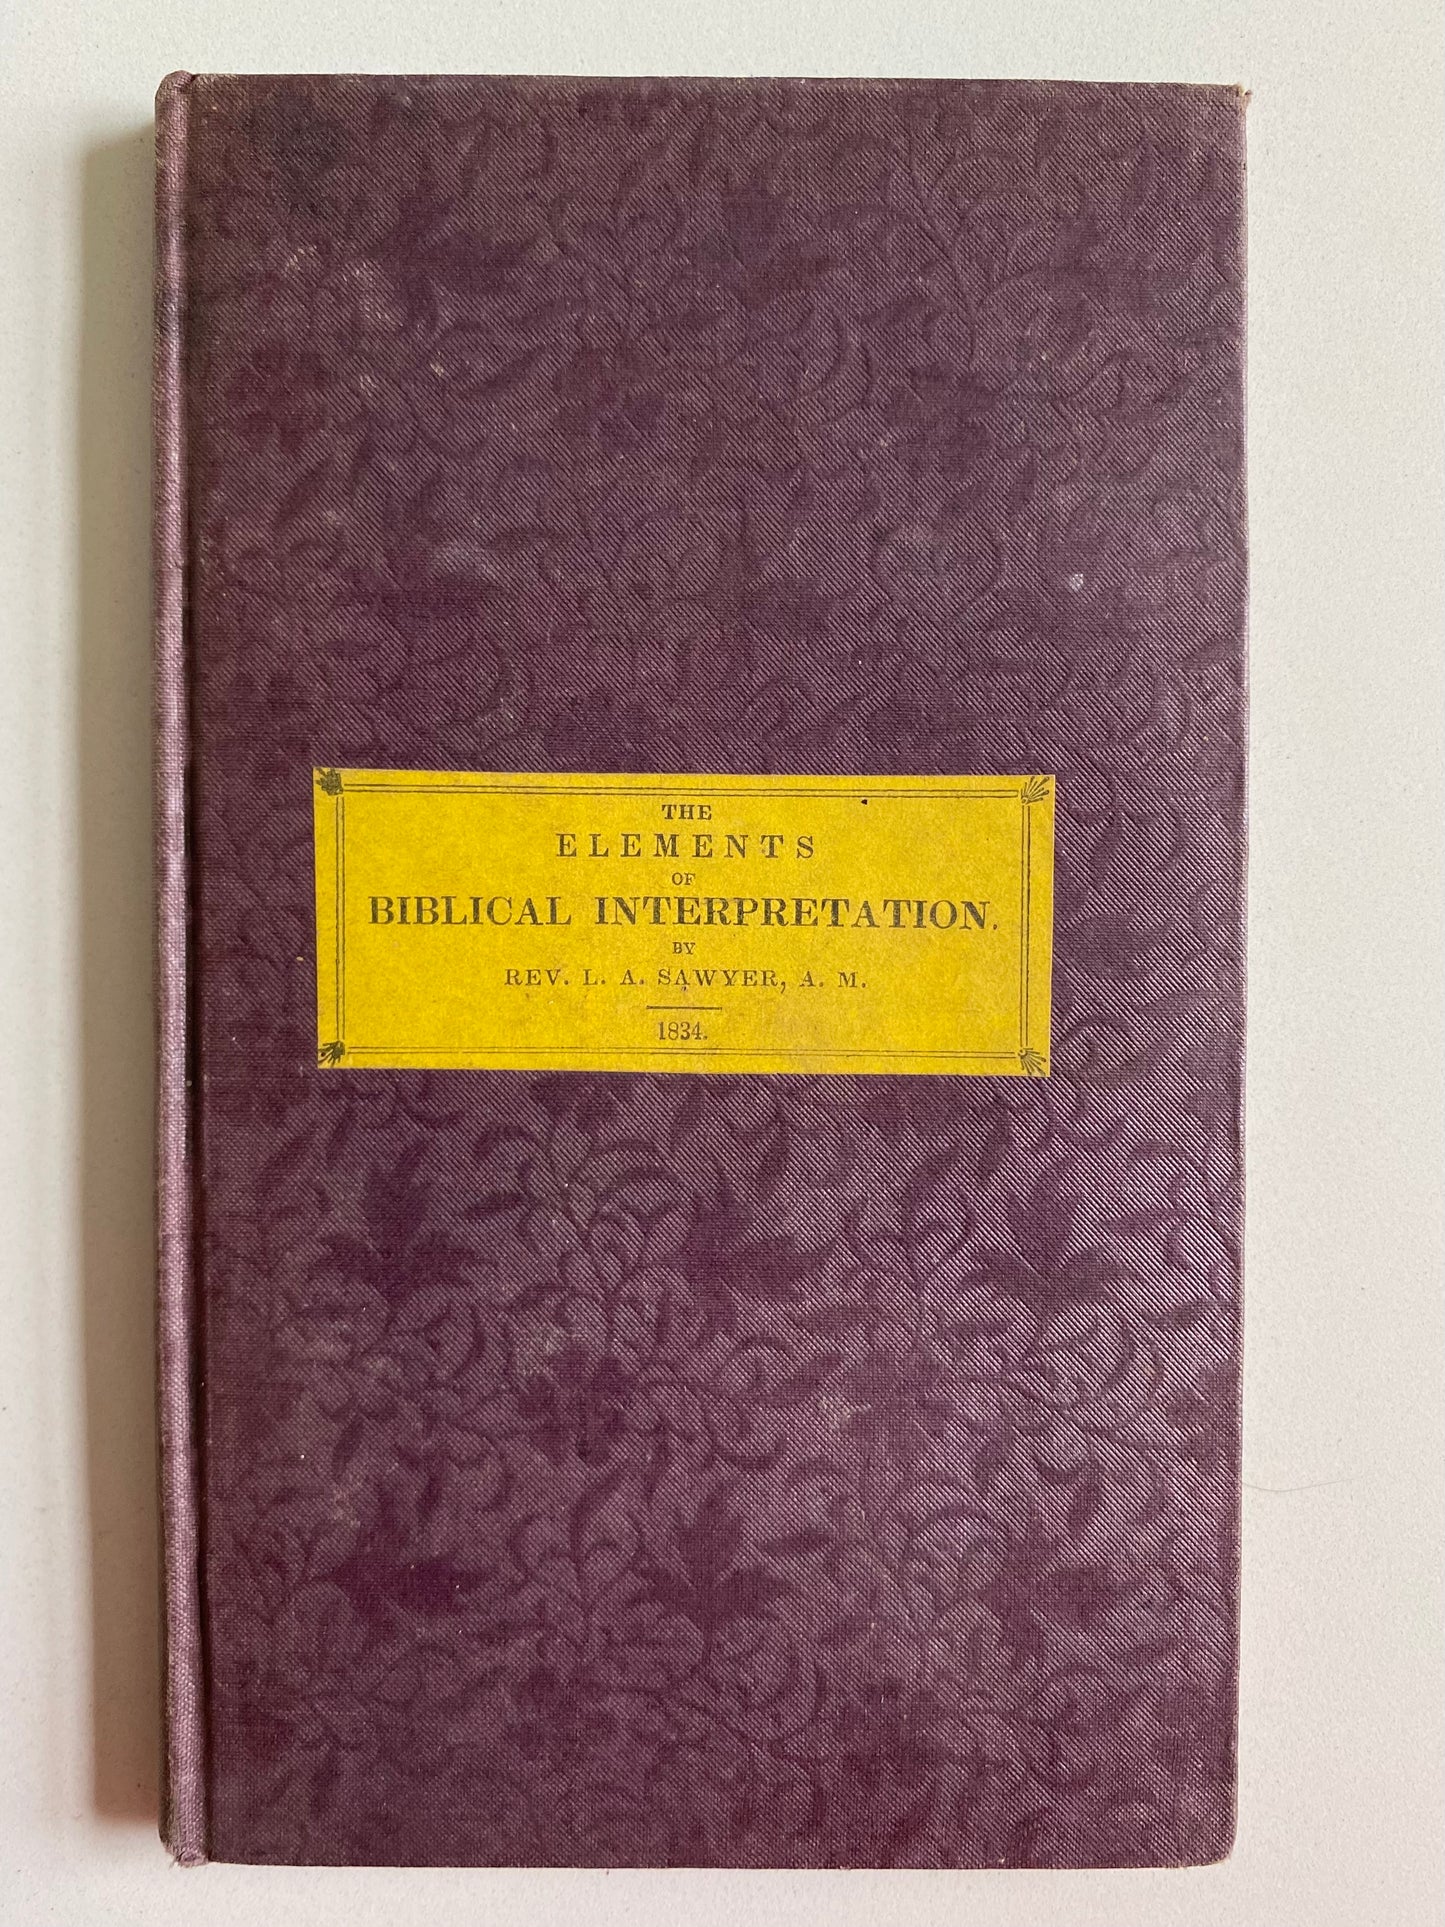 THE
ELEMENTS
OF
BIBLICAL INTERPRETATION.
BY
REV. L. A. SAWYER, A. M.
1834.